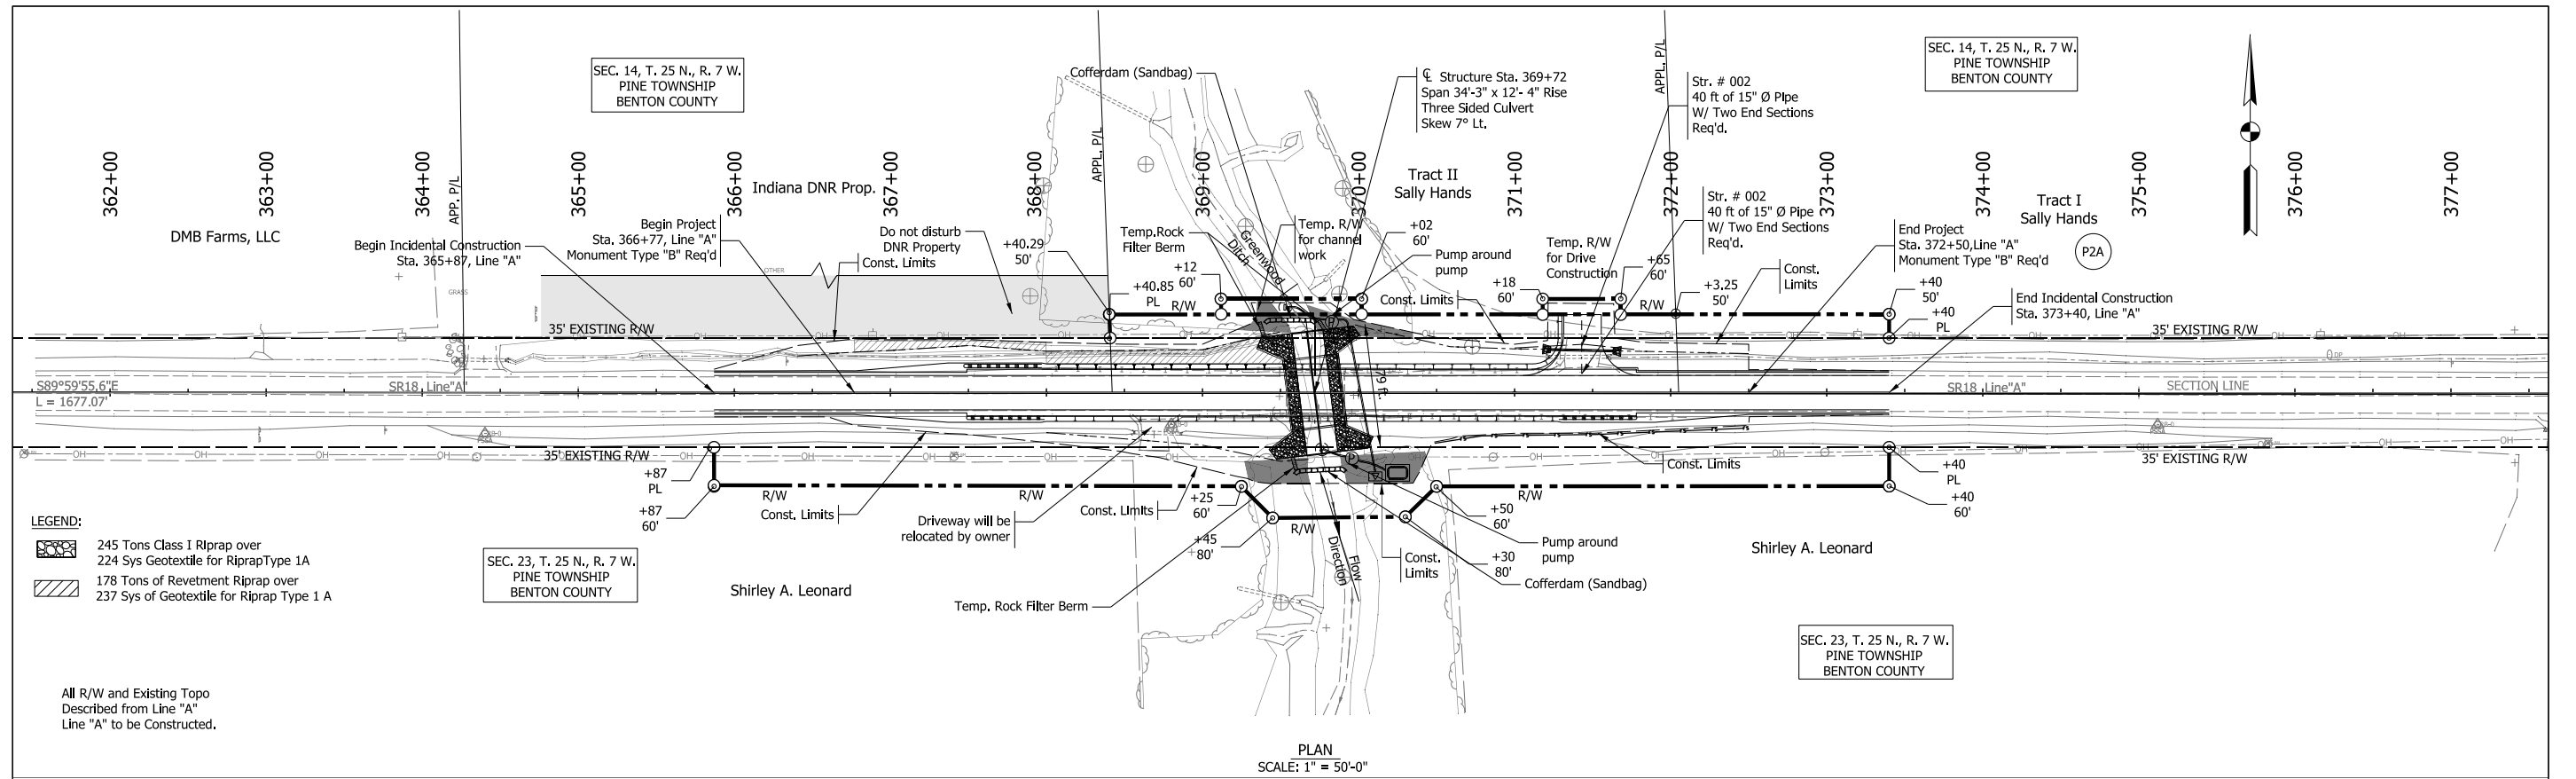 SEC. 14, T. 25 N., R. 7 W.
PINE TOWNSHIP
BENTON COUNTY
SEC. 14, T. 25 N., R. 7 W.
PINE TOWNSHIP
BENTON COUNTY
APP. P/L
APPL. P/L
APPL. P/L
Cofferdam (Sandbag)
℄ Structure Sta. 369+72
Span 34'-3" x 12'- 4" Rise
Three Sided Culvert
Skew 7° Lt.
Str. # 002
40 ft of 15" Ø Pipe
W/ Two End Sections
Req'd.
362+00
363+00
364+00
365+00
366+00
367+00
368+00
369+00
370+00
371+00
372+00
373+00
374+00
375+00
376+00
377+00
DMB Farms, LLC
Indiana DNR Prop.
Tract II
Sally Hands
Tract I
Sally Hands
P2A
Begin Incidental Construction
Sta. 365+87, Line "A"
Begin Project
Sta. 366+77, Line "A"
Monument Type "B" Req'd
Do not disturb
DNR Property
Const. Limits
+40.29
50'
+40.85
PL
Temp.Rock
Filter Berm
+12
60'
R/W
Greenwood
Ditch
Temp. R/W
for channel
work
+02
60'
Pump around
pump
Const. Limits
+18
60'
Temp. R/W
for Drive
Construction
+65
60'
R/W
Str. # 002
40 ft of 15" Ø Pipe
W/ Two End Sections
Req'd.
+3.25
50'
Const.
Limits
End Project
Sta. 372+50,Line "A"
Monument Type "B" Req'd
+40
50'
+40
PL
End Incidental Construction
Sta. 373+40, Line "A"
OTHER
GRASS
35' EXISTING R/W
35' EXISTING R/W
OH
DP
S89°59'55.6"E
L = 1677.07'
SR18 Line"A"
79 ft.
SR18 Line"A"
SECTION LINE
35' EXISTING R/W
35' EXISTING R/W
P
P
+87
PL
+87
60'
R/W
Const. Limits
R/W
Const. Limits
+25
60'
Driveway will be
relocated by owner
+45
80'
R/W
Flow
Direction
Const.
Limits
+30
80'
+50
60'
R/W
Const. Limits
Pump around
pump
Cofferdam (Sandbag)
+40
PL
+40
60'
Temp. Rock Filter Berm
LEGEND:
245 Tons Class I Riprap over
224 Sys Geotextile for RiprapType 1A
178 Tons of Revetment Riprap over
237 Sys of Geotextile for Riprap Type 1 A
SEC. 23, T. 25 N., R. 7 W.
PINE TOWNSHIP
BENTON COUNTY
Shirley A. Leonard
Shirley A. Leonard
SEC. 23, T. 25 N., R. 7 W.
PINE TOWNSHIP
BENTON COUNTY
All R/W and Existing Topo
Described from Line "A"
Line "A" to be Constructed.
PLAN
SCALE: 1" = 50'-0"